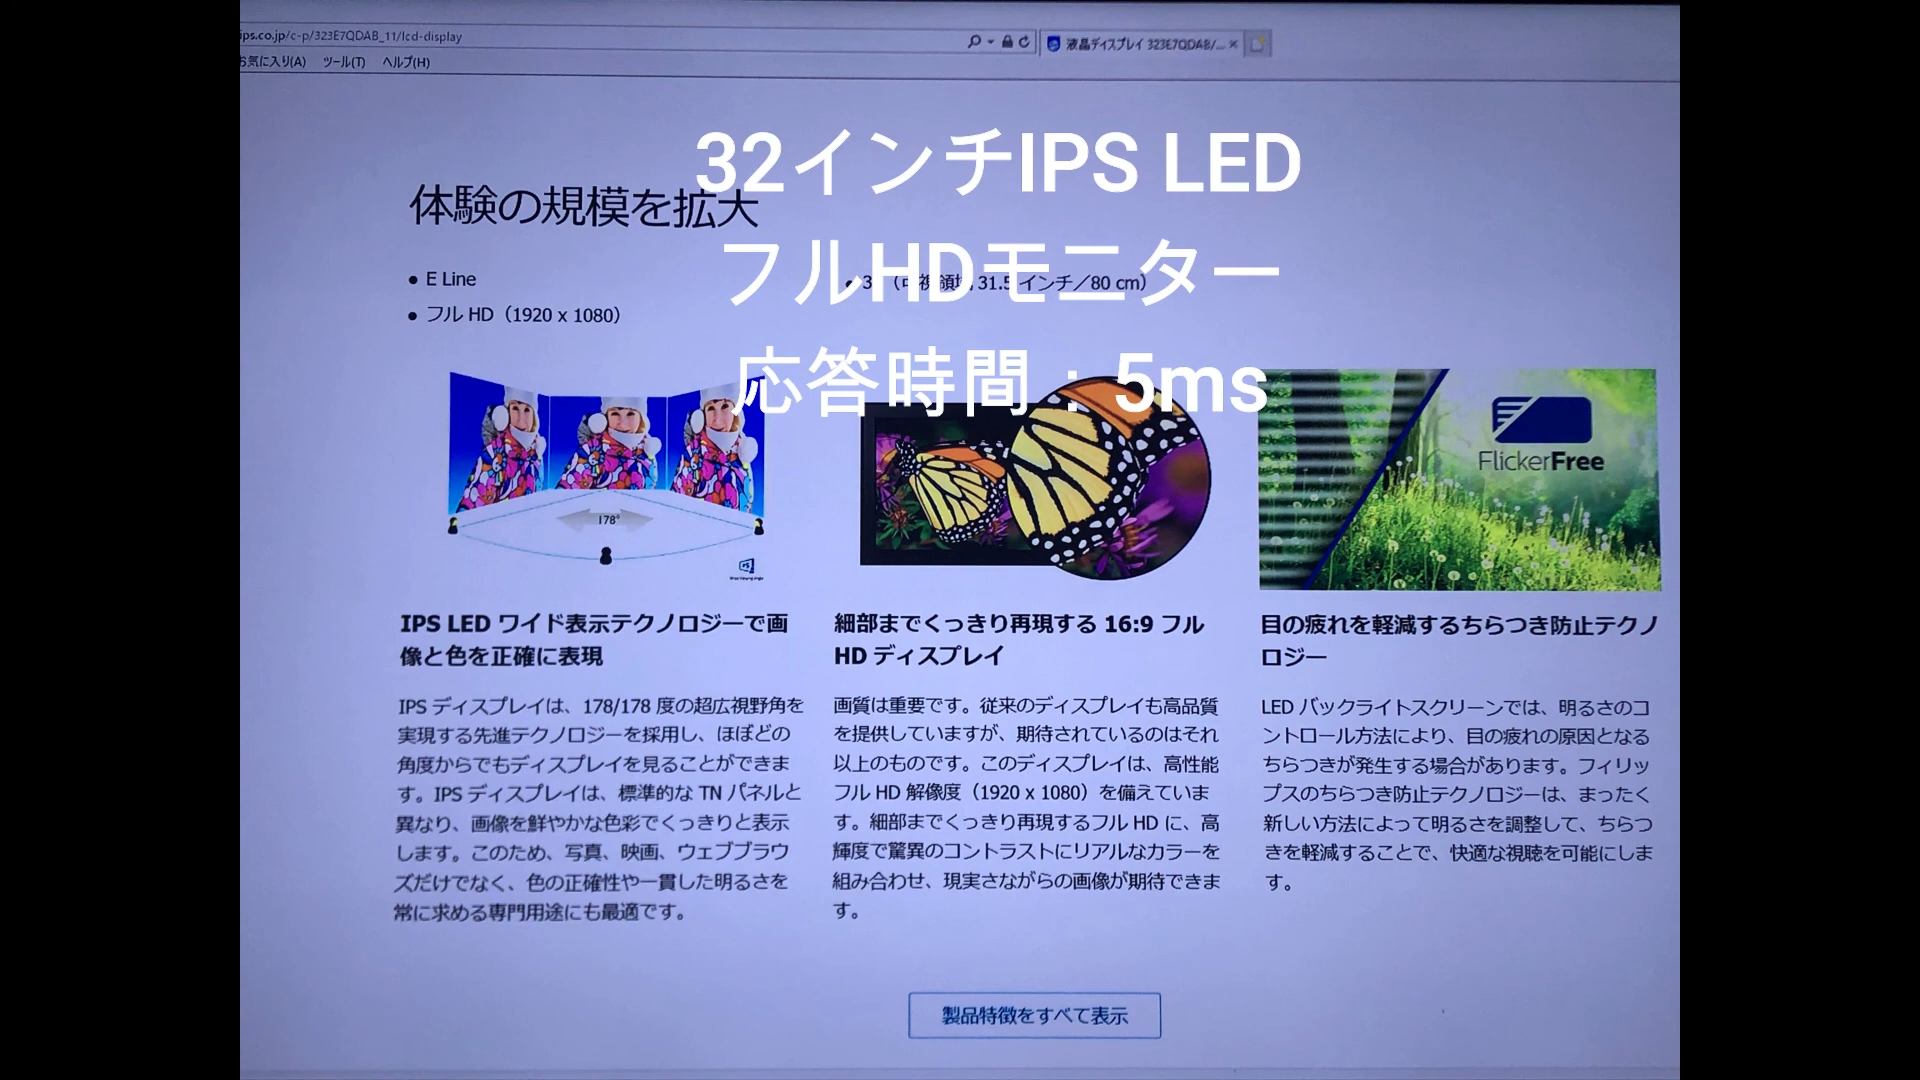 ips.co.jp/c-p/323E7QDAB_11/lcd-display
液晶ディスプレイ 323E7QDAB/...
お気に入り(A) ツール(T) ヘルプ(H)
32インチIPS LED
フルHDモニター
応答時間：5ms
体験の規模を拡大
● E Line
● フル HD（1920 x 1080）
31.5 インチ／80 cm）
178°
FlickerFree
IPS LED ワイド表示テクノロジーで画
像と色を正確に表現
IPS ディスプレイは、178/178 度の超広視野角を
実現する先進テクノロジーを採用し、ほぼどの
角度からでもディスプレイを見ることができま
す。IPS ディスプレイは、標準的な TN パネルと
異なり、画像を鮮やかな色彩でくっきりと表示
します。このため、写真、映画、ウェブブラウ
ズだけでなく、色の正確性や一貫した明るさを
常に求める専門用途にも最適です。
細部までくっきり再現する 16:9 フル
HD ディスプレイ
画質は重要です。従来のディスプレイも高品質
を提供していますが、期待されているのはそれ
以上のものです。このディスプレイは、高性能
フル HD 解像度（1920 x 1080）を備えていま
す。細部までくっきり再現するフル HD に、高
輝度で驚異のコントラストにリアルなカラーを
組み合わせ、現実さながらの画像が期待できま
す。
目の疲れを軽減するちらつき防止テクノ
ロジー
LED バックライトスクリーンでは、明るさのコ
ントロール方法により、目の疲れの原因となる
ちらつきが発生する場合があります。フィリッ
プスのちらつき防止テクノロジーは、まったく
新しい方法によって明るさを調整して、ちらつ
きを軽減することで、快適な視聴を可能にしま
す。
製品特徴をすべて表示